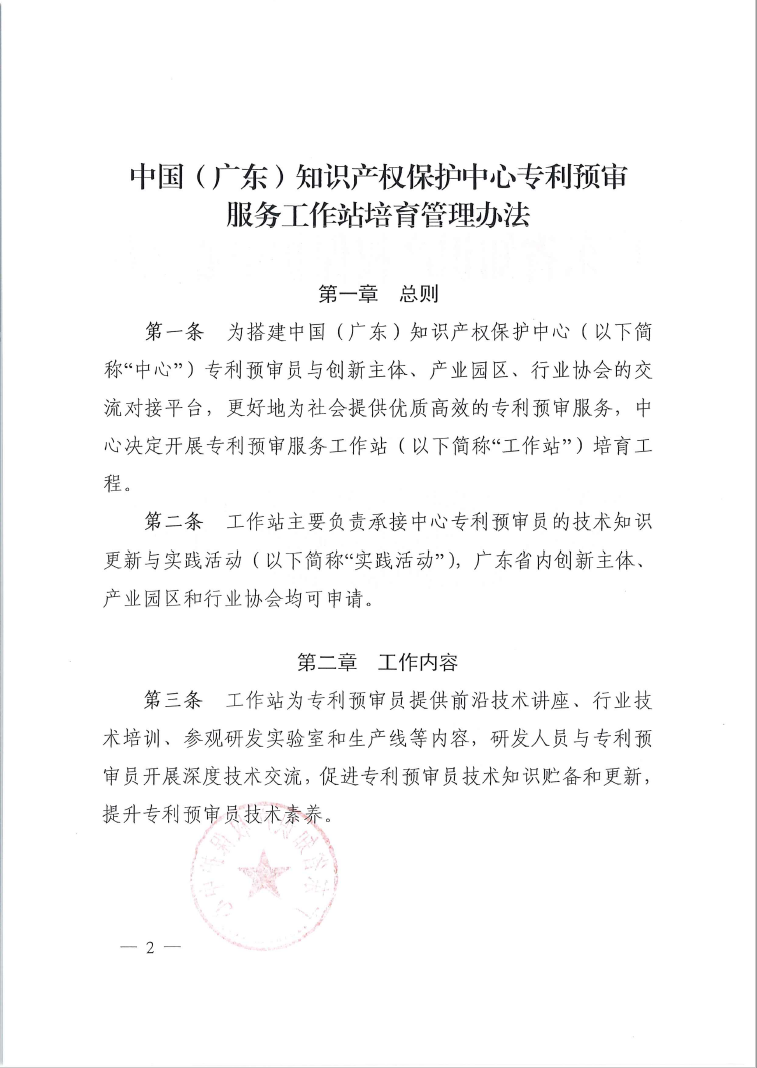 中国（广东）知识产权保护中心专利预审
服务工作站培育管理办法
第一章　总则
第一条　为搭建中国（广东）知识产权保护中心（以下简
称“中心”）专利预审员与创新主体、产业园区、行业协会的交
流对接平台，更好地为社会提供优质高效的专利预审服务，中
心决定开展专利预审服务工作站（以下简称“工作站”）培育工
程。
第二条　工作站主要负责承接中心专利预审员的技术知识
更新与实践活动（以下简称“实践活动”），广东省内创新主体、
产业园区和行业协会均可申请。
第二章　工作内容
第三条　工作站为专利预审员提供前沿技术讲座、行业技
术培训、参观研发实验室和生产线等内容，研发人员与专利预
审员开展深度技术交流，促进专利预审员技术知识贮备和更新，
提升专利预审员技术素养。
— 2 —